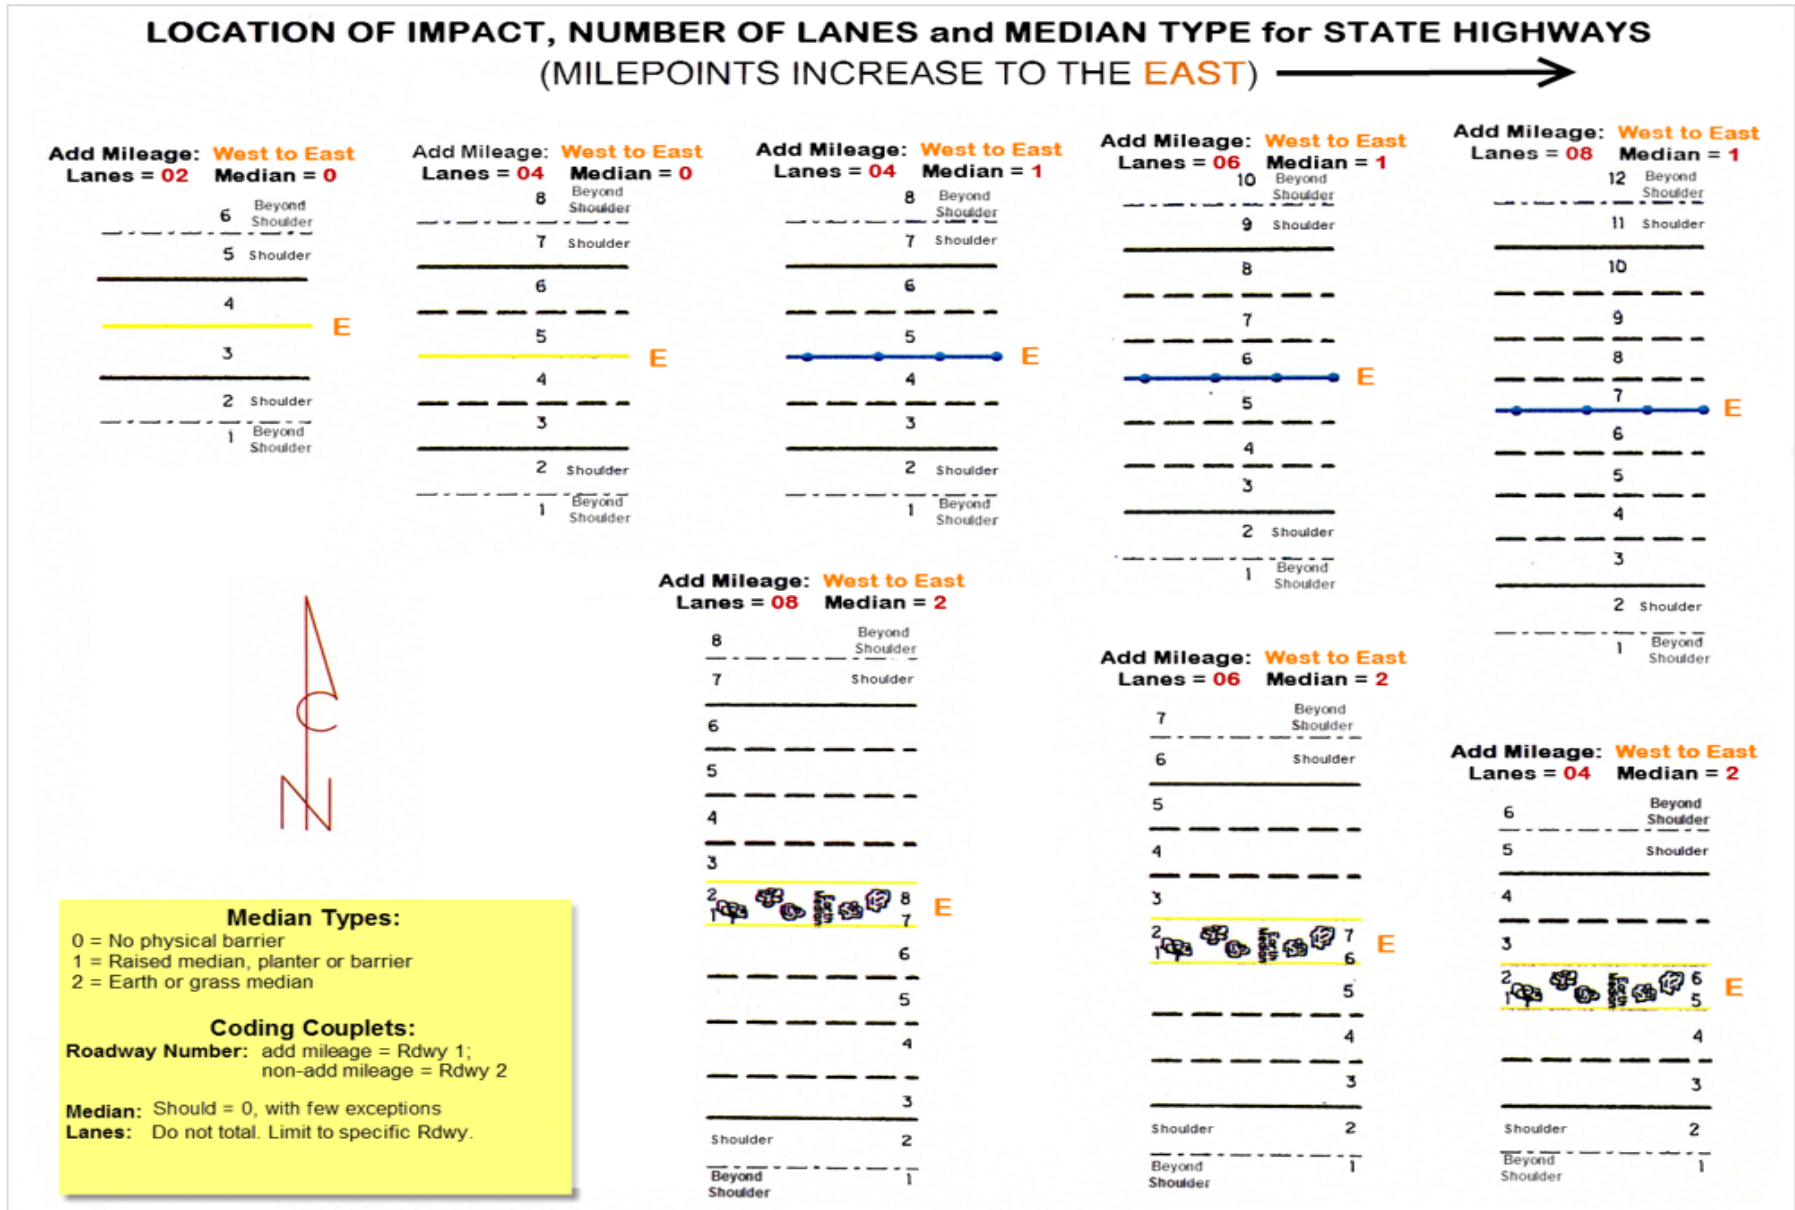 LOCATION OF IMPACT, NUMBER OF LANES and MEDIAN TYPE for STATE HIGHWAYS
(MILEPOINTS INCREASE TO THE EAST)
Add Mileage: West to East
Lanes = 02 Median = 0
6 Beyond
Shoulder
5 Shoulder
4
E
3
2 Shoulder
1 Beyond
Shoulder
Add Mileage: West to East
Lanes = 04 Median = 0
8 Beyond
Shoulder
7 Shoulder
6
5
E
4
3
2 Shoulder
1 Beyond
Shoulder
Add Mileage: West to East
Lanes = 04 Median = 1
8 Beyond
Shoulder
7 Shoulder
6
5
E
4
3
2 Shoulder
1 Beyond
Shoulder
Add Mileage: West to East
Lanes = 06 Median = 1
10 Beyond
Shoulder
9 Shoulder
8
7
6
E
5
4
3
2 Shoulder
1 Beyond
Shoulder
Add Mileage: West to East
Lanes = 08 Median = 1
12 Beyond
Shoulder
11 Shoulder
10
9
8
7
E
6
5
4
3
2 Shoulder
1 Beyond
Shoulder
N
Median Types:
0 = No physical barrier
1 = Raised median, planter or barrier
2 = Earth or grass median
Coding Couplets:
Roadway Number: add mileage = Rdwy 1;
non-add mileage = Rdwy 2
Median: Should = 0, with few exceptions
Lanes: Do not total. Limit to specific Rdwy.
Add Mileage: West to East
Lanes = 08 Median = 2
8 Beyond
Shoulder
7 Shoulder
6
5
4
3
2 8
1 7
Earth
Median
E
6
5
4
3
Shoulder 2
Beyond 1
Shoulder
Add Mileage: West to East
Lanes = 06 Median = 2
7 Beyond
Shoulder
6 Shoulder
5
4
3
2 7
1 6
Earth
Median
E
5
4
3
Shoulder 2
Beyond 1
Shoulder
Add Mileage: West to East
Lanes = 04 Median = 2
6 Beyond
Shoulder
5 Shoulder
4
3
2 6
1 5
Earth
Median
E
4
3
Shoulder 2
Beyond 1
Shoulder